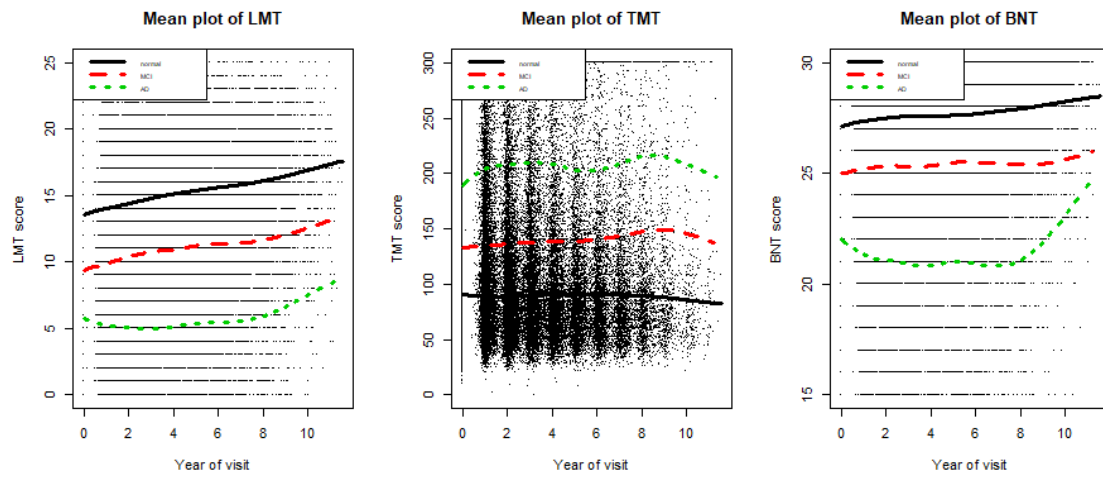 Mean plot of LMT
LMT score
25
20
15
10
5
0
normal
MCI
AD
0 2 4 6 8 10
Year of visit
Mean plot of TMT
TMT score
300
250
200
150
100
50
0
normal
MCI
AD
0 2 4 6 8 10
Year of visit
Mean plot of BNT
BNT score
30
25
20
15
normal
MCI
AD
0 2 4 6 8 10
Year of visit